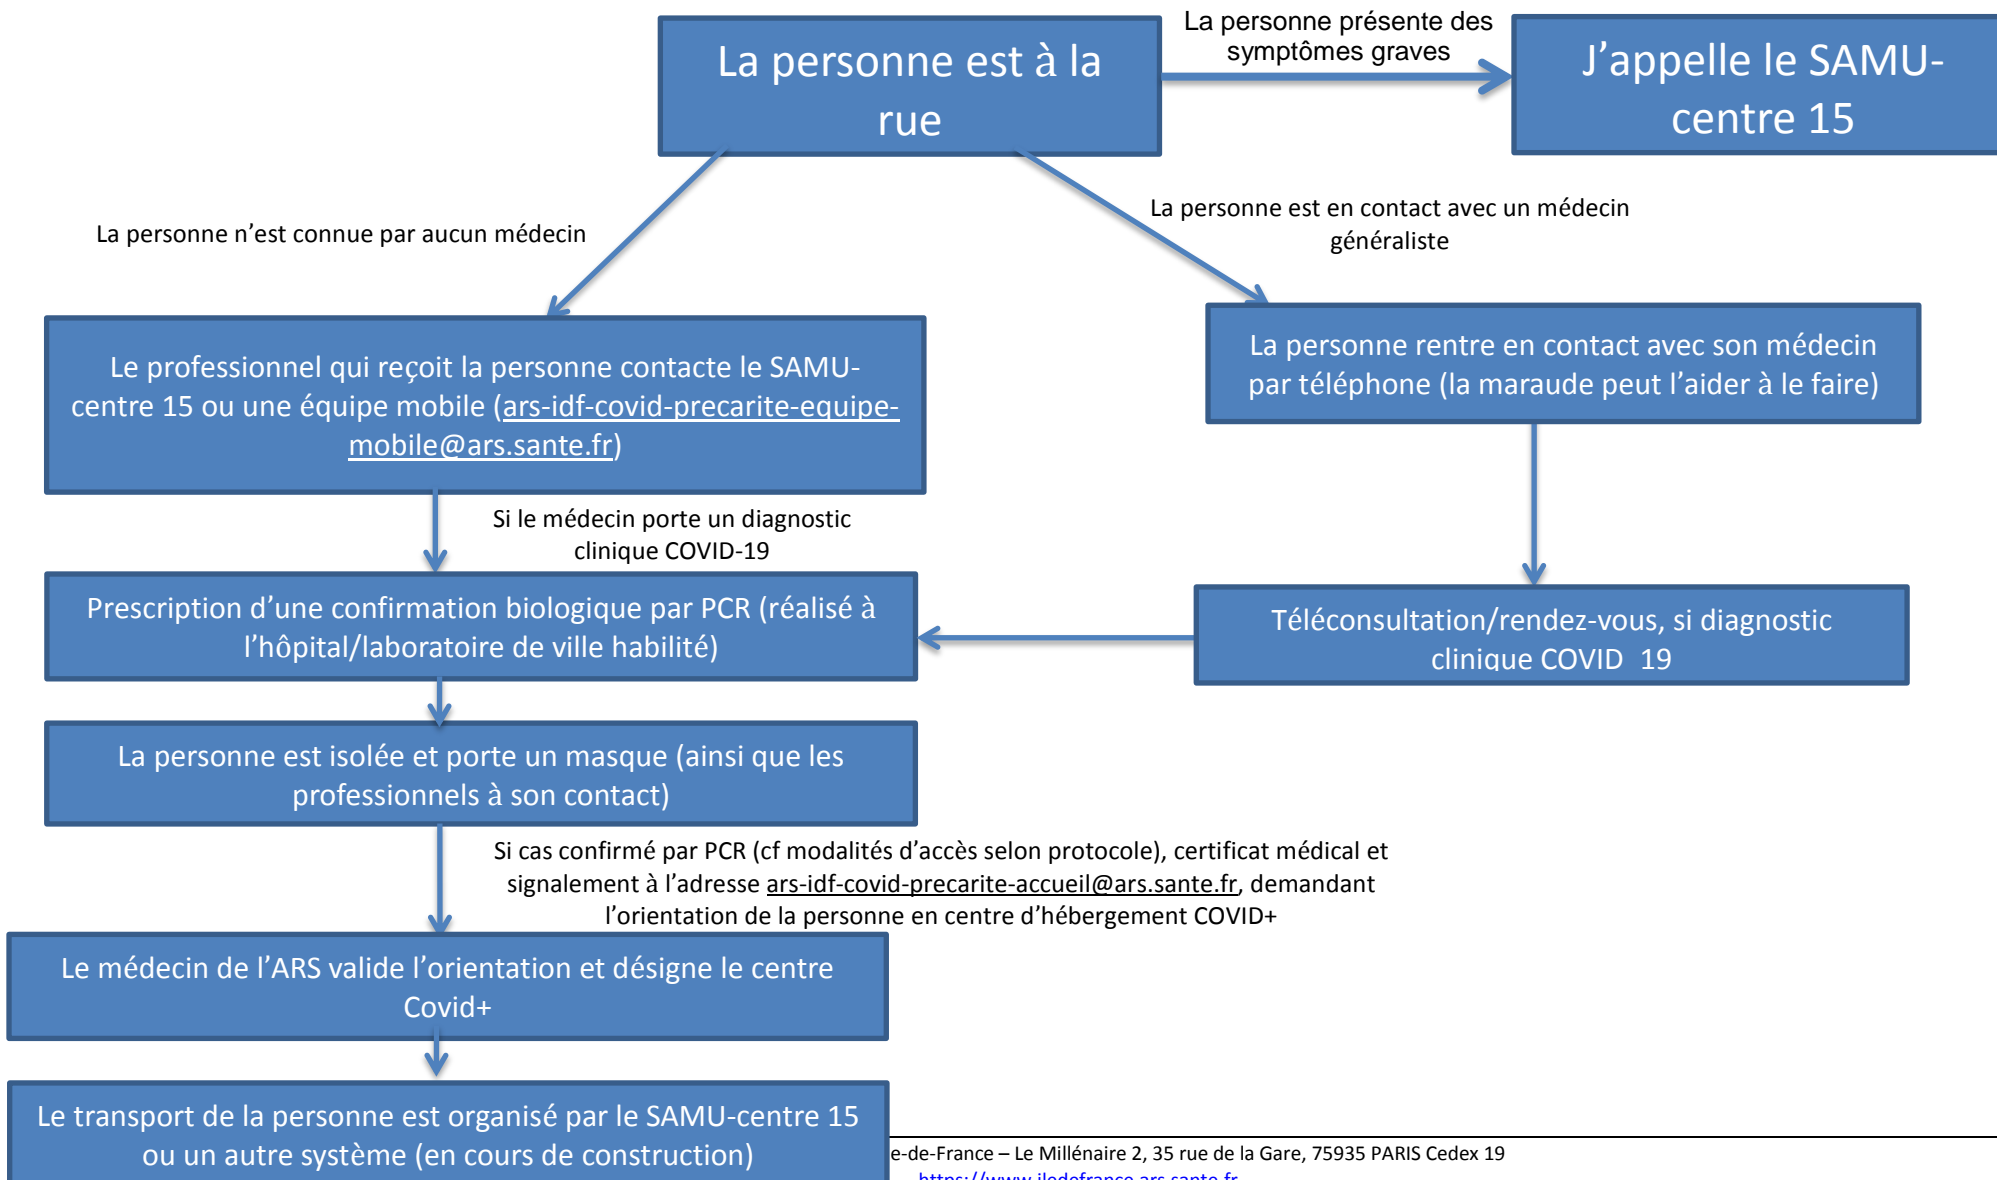 La personne est à la
rue
La personne présente des
symptômes graves
J’appelle le SAMU-
centre 15
La personne n’est connue par aucun médecin
La personne est en contact avec un médecin
généraliste
Le professionnel qui reçoit la personne contacte le SAMU-
centre 15 ou une équipe mobile (ars-idf-covid-precarite-equipe-
mobile@ars.sante.fr)
La personne rentre en contact avec son médecin
par téléphone (la maraude peut l’aider à le faire)
Si le médecin porte un diagnostic
clinique COVID-19
Prescription d’une confirmation biologique par PCR (réalisé à
l’hôpital/laboratoire de ville habilité)
Téléconsultation/rendez-vous, si diagnostic
clinique COVID_19
La personne est isolée et porte un masque (ainsi que les
professionnels à son contact)
Si cas confirmé par PCR (cf modalités d’accès selon protocole), certificat médical et
signalement à l’adresse ars-idf-covid-precarite-accueil@ars.sante.fr, demandant
l’orientation de la personne en centre d’hébergement COVID+
Le médecin de l’ARS valide l’orientation et désigne le centre
Covid+
Le transport de la personne est organisé par le SAMU-centre 15
ou un autre système (en cours de construction)
e-de-France – Le Millénaire 2, 35 rue de la Gare, 75935 PARIS Cedex 19
https://www.iledefrance.ars.sante.fr